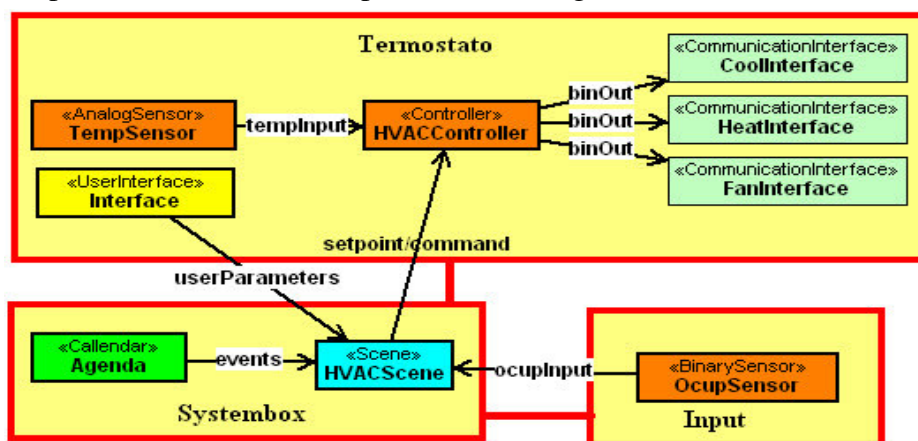 Termostato
«CommunicationInterface»
CoolInterface
binOut
«AnalogSensor»
TempSensor
tempInput
«Controller»
HVACController
binOut
«CommunicationInterface»
HeatInterface
binOut
«UserInterface»
Interface
«CommunicationInterface»
FanInterface
setpoint/command
userParameters
«Callendar»
Agenda
events
«Scene»
HVACScene
ocupInput
«BinarySensor»
OcupSensor
Systembox
Input